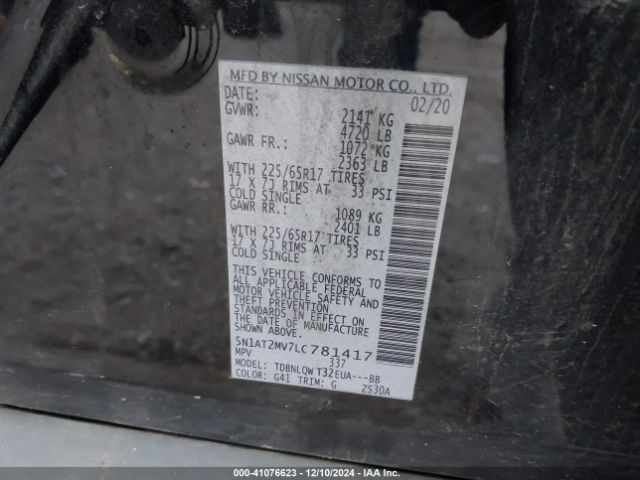 MFD BY NISSAN MOTOR CO., LTD.
DATE: 02/20
GVWR: 2141 KG
4720 LB
GAWR FR.: 1072 KG
2363 LB
WITH 225/65R17 TIRES
17 X 7J RIMS AT 33 PSI
COLD SINGLE
GAWR RR.: 1089 KG
2401 LB
WITH 225/65R17 TIRES
17 X 7J RIMS AT 33 PSI
COLD SINGLE
THIS VEHICLE CONFORMS TO
ALL APPLICABLE FEDERAL
MOTOR VEHICLE SAFETY AND
THEFT PREVENTION
STANDARDS IN EFFECT ON THE
DATE OF MANUFACTURE
SHOWN ABOVE.
5N1AT2MV7LC781417
MPV 337
MODEL: TDBNLQWT32EUA---BB
COLOR: G41 TRIM: G ZS30A
000-41076623 - 12/10/2024 - IAA Inc.